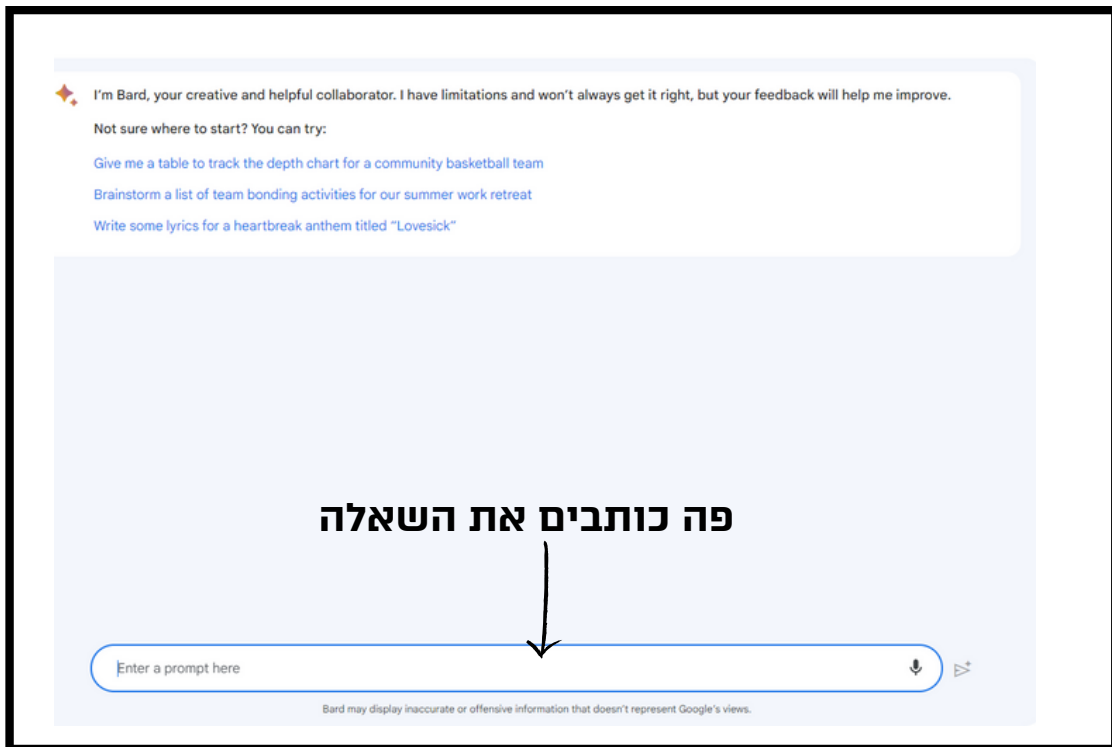 I'm Bard, your creative and helpful collaborator. I have limitations and won't always get it right, but your feedback will help me improve.
Not sure where to start? You can try:
Give me a table to track the depth chart for a community basketball team
Brainstorm a list of team bonding activities for our summer work retreat
Write some lyrics for a heartbreak anthem titled “Lovesick”
פה כותבים את השאלה
Enter a prompt here
Bard may display inaccurate or offensive information that doesn't represent Google's views.